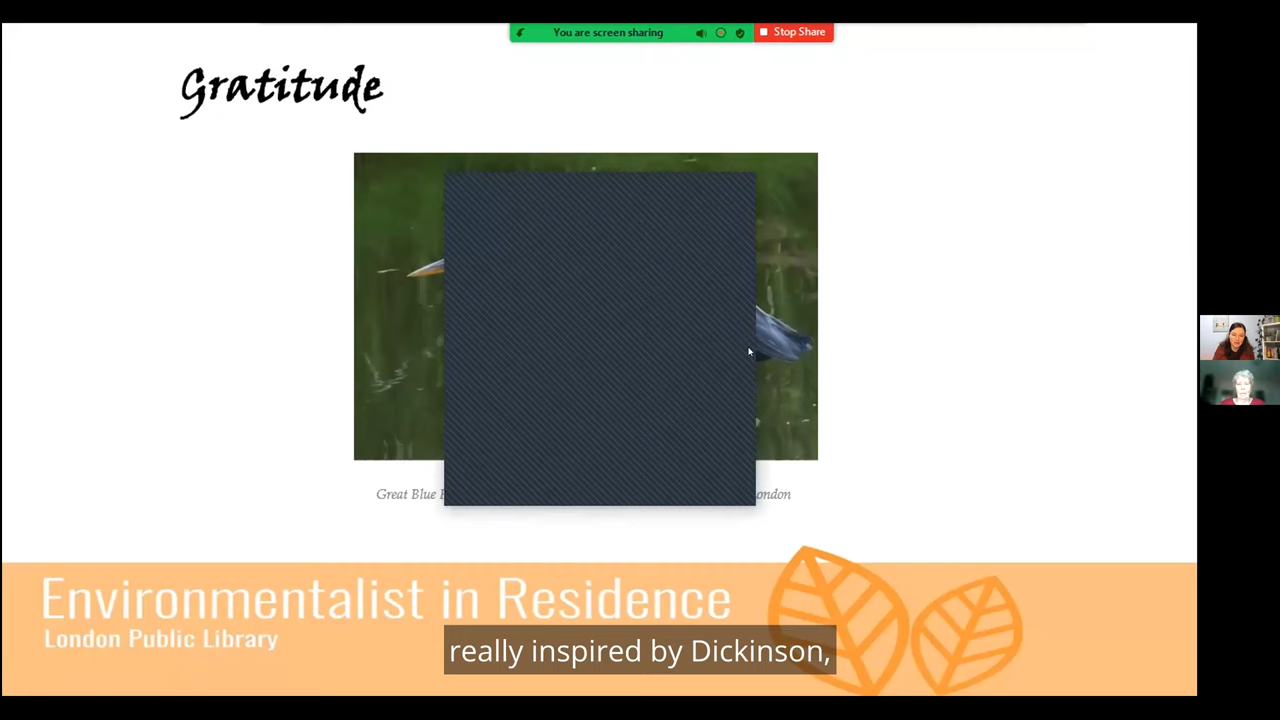 You are screen sharing
Stop Share
Gratitude
Great Blue
ondon
Environmentalist in Residence
London Public Library
really inspired by Dickinson,